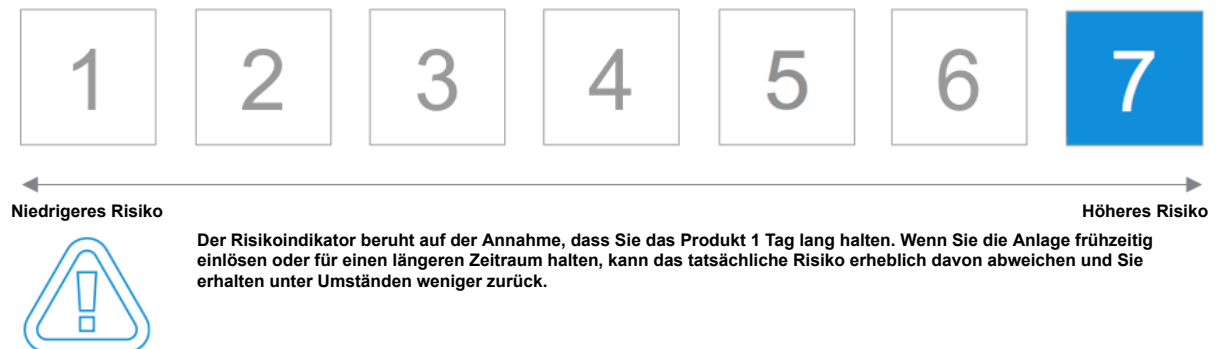 1 2 3 4 5 6 7
Niedrigeres Risiko Höheres Risiko
Der Risikoindikator beruht auf der Annahme, dass Sie das Produkt 1 Tag lang halten. Wenn Sie die Anlage frühzeitig
einlösen oder für einen längeren Zeitraum halten, kann das tatsächliche Risiko erheblich davon abweichen und Sie
erhalten unter Umständen weniger zurück.